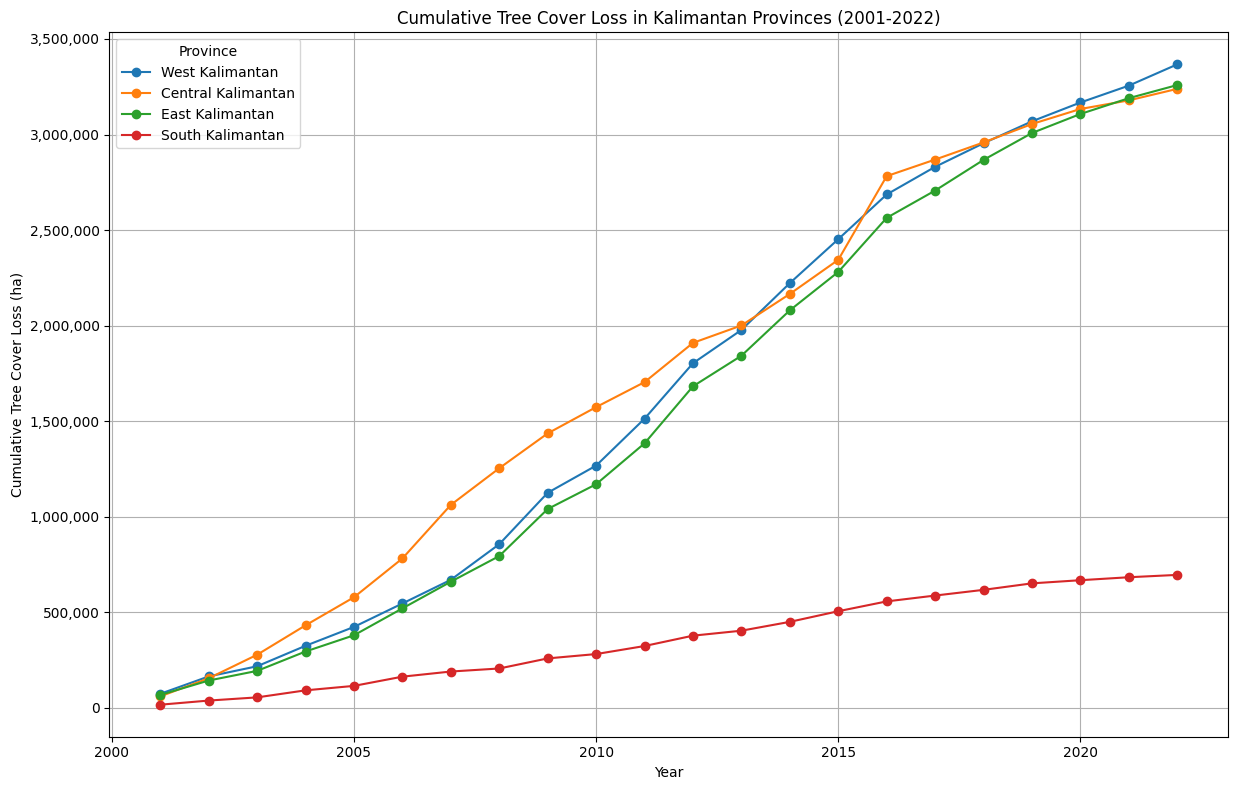 Cumulative Tree Cover Loss in Kalimantan Provinces (2001-2022)
Province
West Kalimantan
Central Kalimantan
East Kalimantan
South Kalimantan
Cumulative Tree Cover Loss (ha)
3,500,000
3,000,000
2,500,000
2,000,000
1,500,000
1,000,000
500,000
0
2000
2005
2010
2015
2020
Year